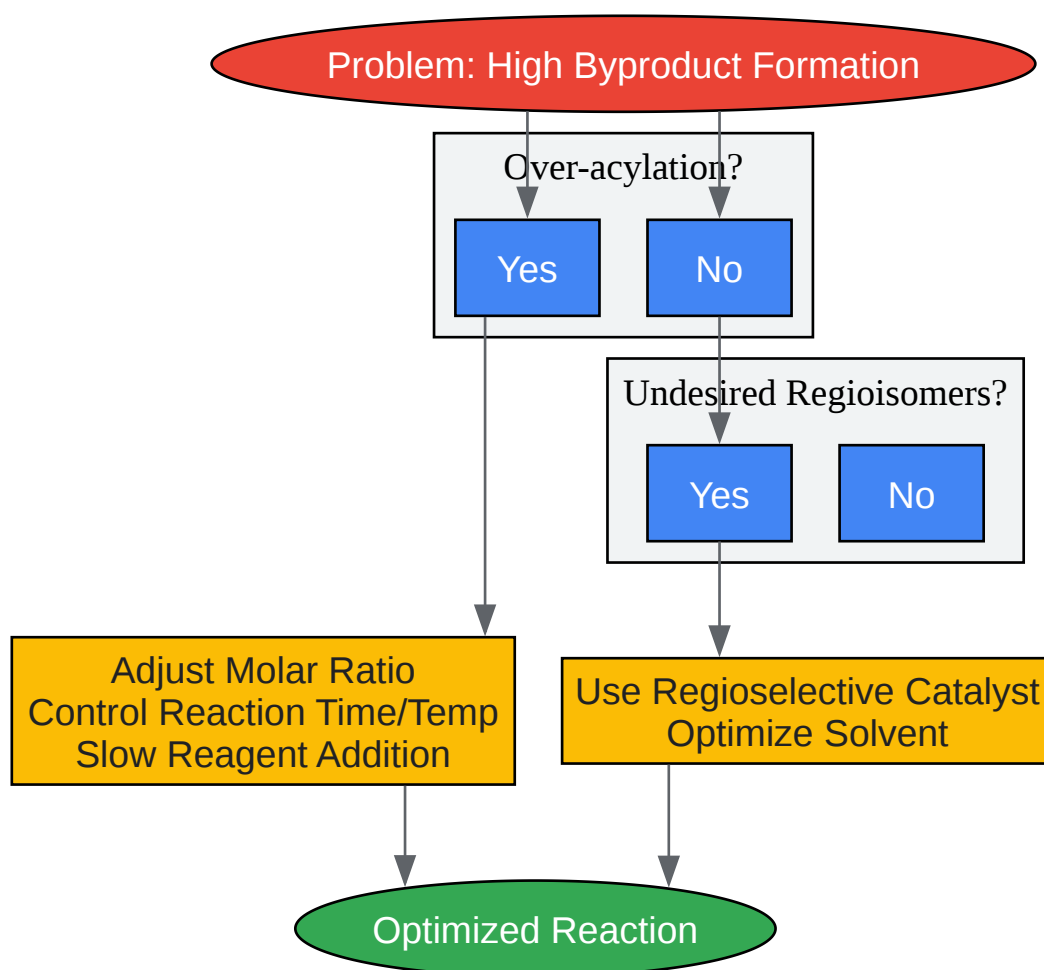 Problem: High Byproduct Formation
Over-acylation?
Yes
No
Undesired Regioisomers?
Yes
No
Adjust Molar Ratio
Control Reaction Time/Temp
Slow Reagent Addition
Use Regioselective Catalyst
Optimize Solvent
Optimized Reaction